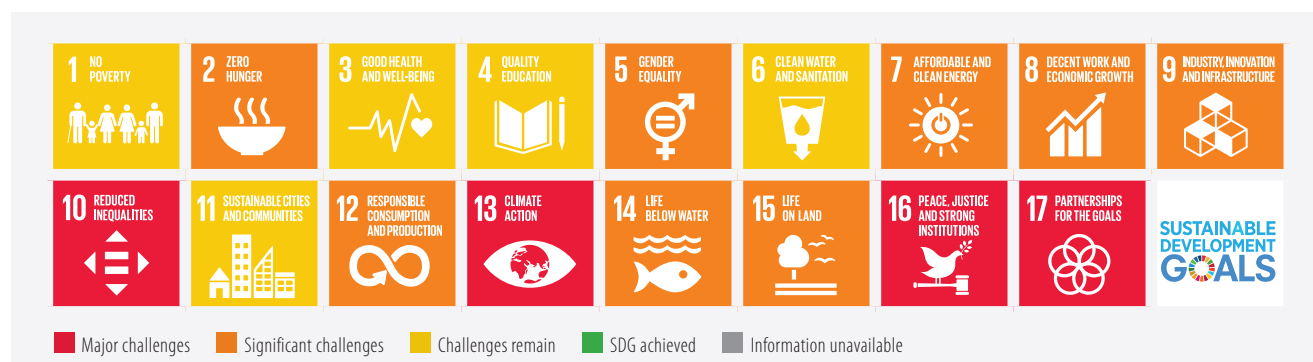 1 NO
POVERTY
2 ZERO
HUNGER
3 GOOD HEALTH
AND WELL-BEING
4 QUALITY
EDUCATION
5 GENDER
EQUALITY
6 CLEAN WATER
AND SANITATION
7 AFFORDABLE AND
CLEAN ENERGY
8 DECENT WORK AND
ECONOMIC GROWTH
9 INDUSTRY, INNOVATION
AND INFRASTRUCTURE
10 REDUCED
INEQUALITIES
11 SUSTAINABLE CITIES
AND COMMUNITIES
12 RESPONSIBLE
CONSUMPTION
AND PRODUCTION
13 CLIMATE
ACTION
14 LIFE
BELOW WATER
15 LIFE
ON LAND
16 PEACE, JUSTICE
AND STRONG
INSTITUTIONS
17 PARTNERSHIPS
FOR THE GOALS
SUSTAINABLE
DEVELOPMENT
GOALS
Major challenges Significant challenges Challenges remain SDG achieved Information unavailable